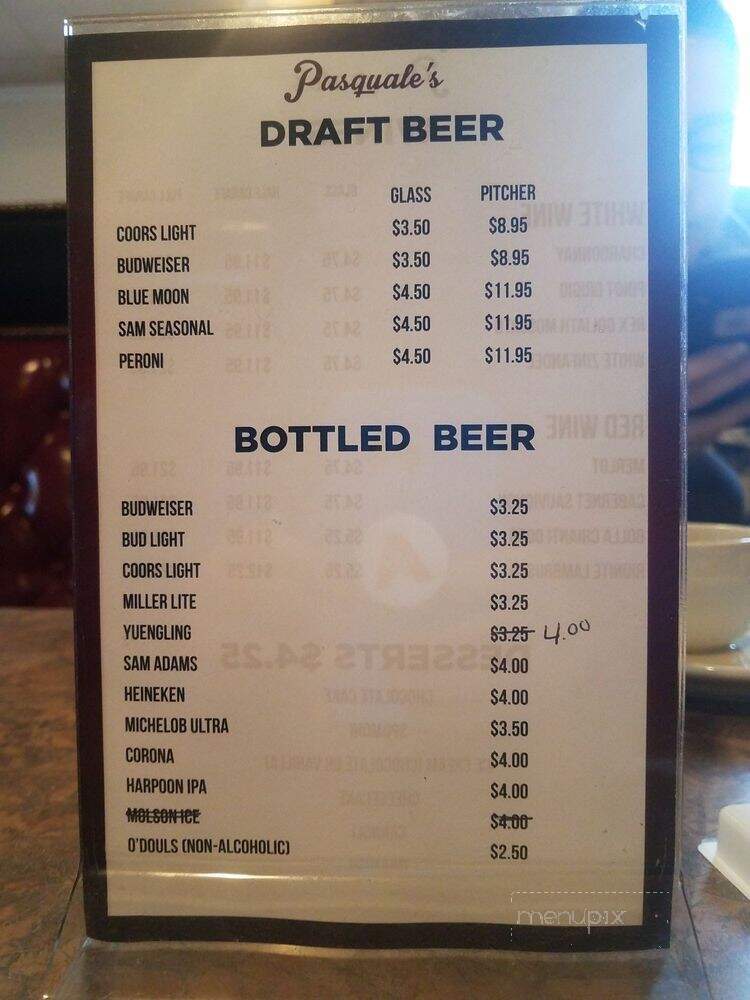 Pasquale's
DRAFT BEER
GLASS PITCHER
COORS LIGHT $3.50 $8.95
BUDWEISER $3.50 $8.95
BLUE MOON $4.50 $11.95
SAM SEASONAL $4.50 $11.95
PERONI $4.50 $11.95
BOTTLED BEER
BUDWEISER $3.25
BUD LIGHT $3.25
COORS LIGHT $3.25
MILLER LITE $3.25
YUENGLING $3.25 4.00
SAM ADAMS $4.00
HEINEKEN $4.00
MICHELOB ULTRA $3.50
CORONA $4.00
HARPOON IPA $4.00
MOLSON ICE $4.00
O'DOULS (NON-ALCOHOLIC) $2.50
menupix